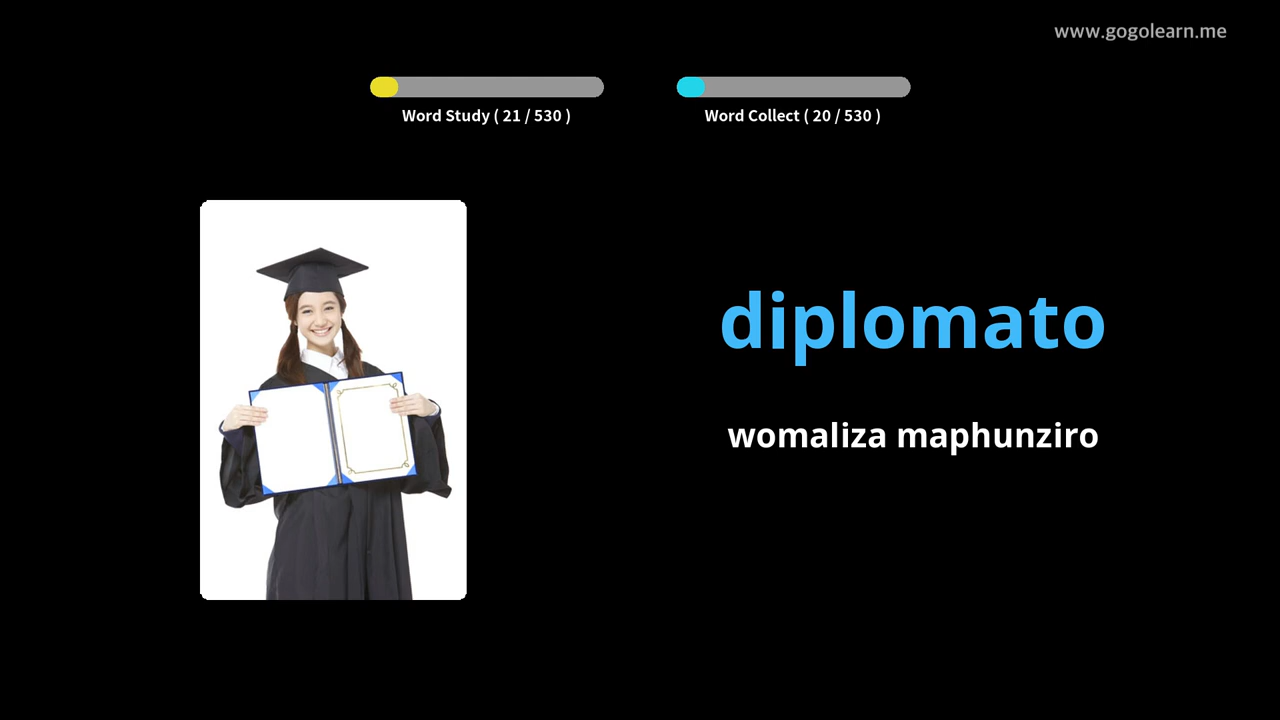 www.gogolearn.me
Word Study ( 21 / 530 )
Word Collect ( 20 / 530 )
diplomato
womaliza maphunziro